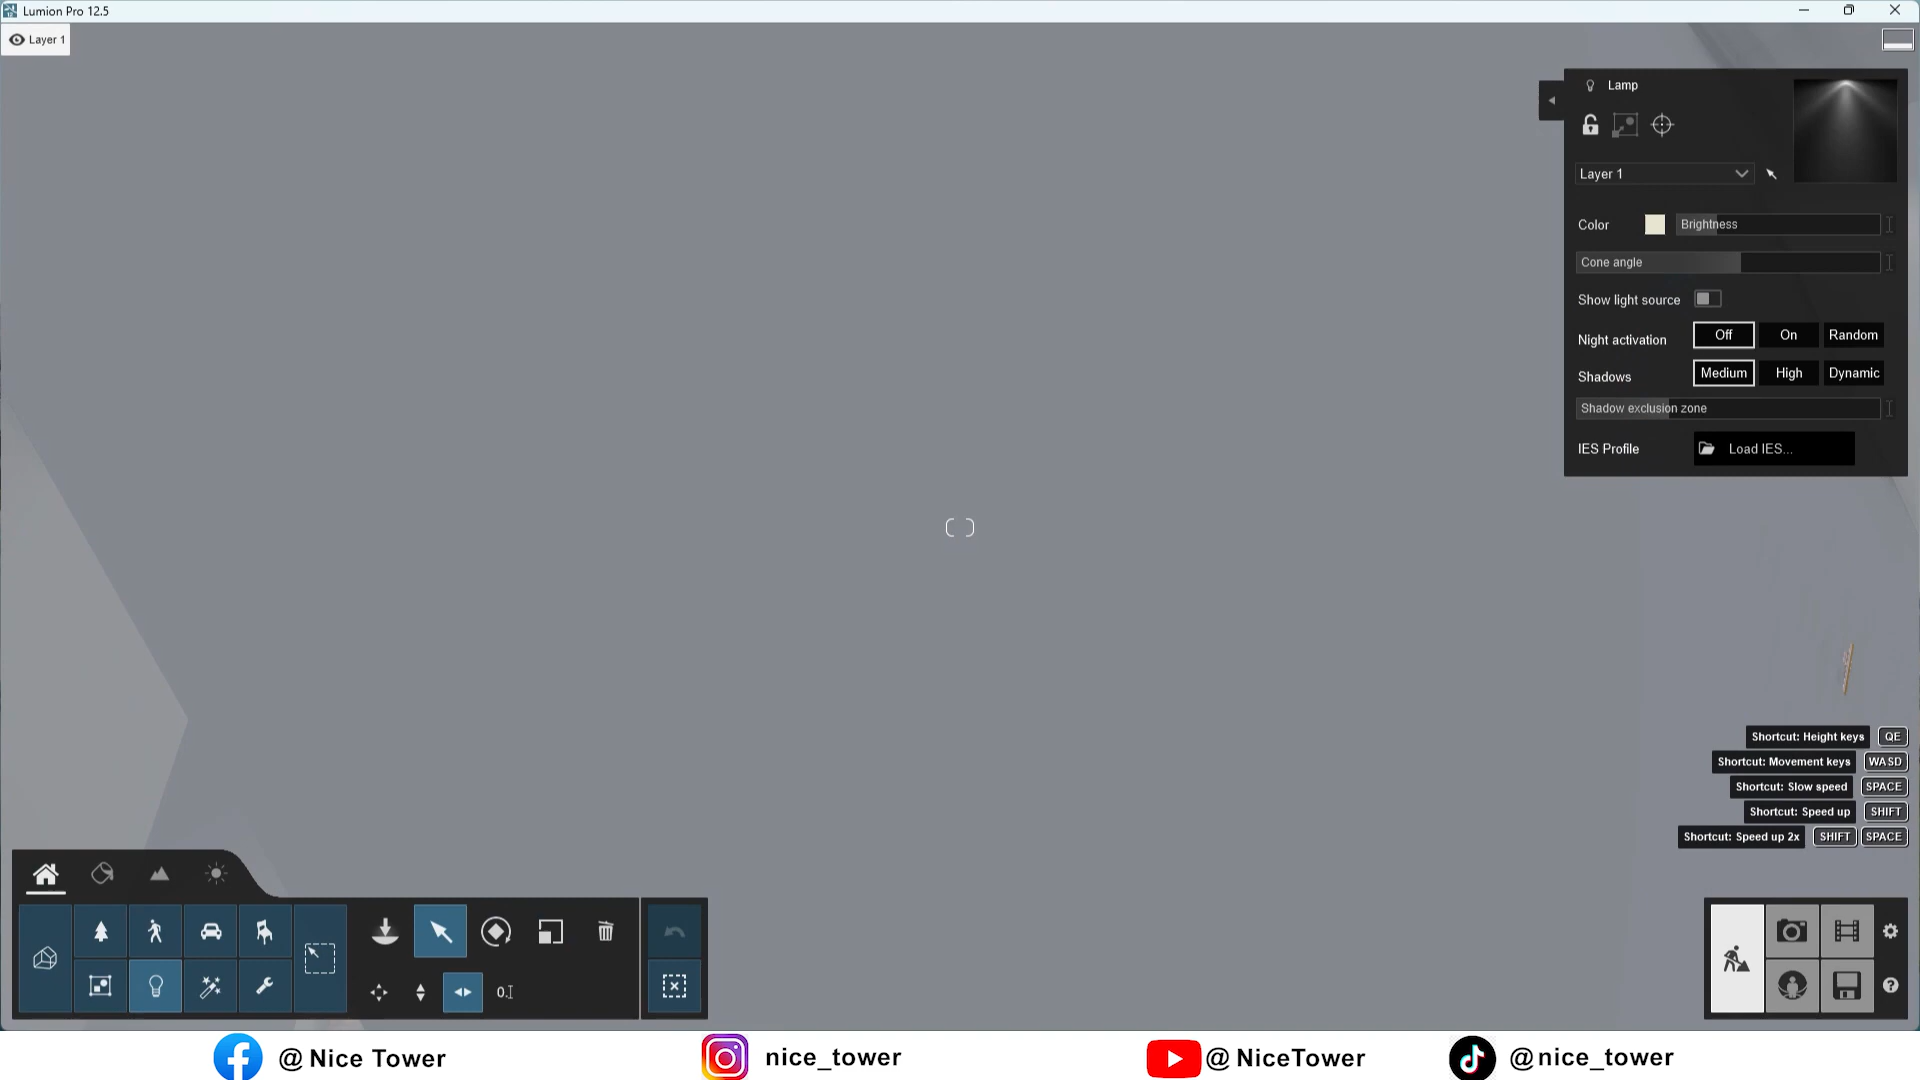 Lumion Pro 12.5
Layer 1
Lamp
Layer 1
Color
Brightness
Cone angle
Show light source
Night activation
Off
On
Random
Shadows
Medium
High
Dynamic
Shadow exclusion zone
IES Profile
Load IES...
Shortcut: Height keys QE
Shortcut: Movement keys WASD
Shortcut: Slow speed SPACE
Shortcut: Speed up SHIFT
Shortcut: Speed up 2x SHIFT SPACE
0.
@ Nice Tower
nice_tower
@ NiceTower
@nice_tower